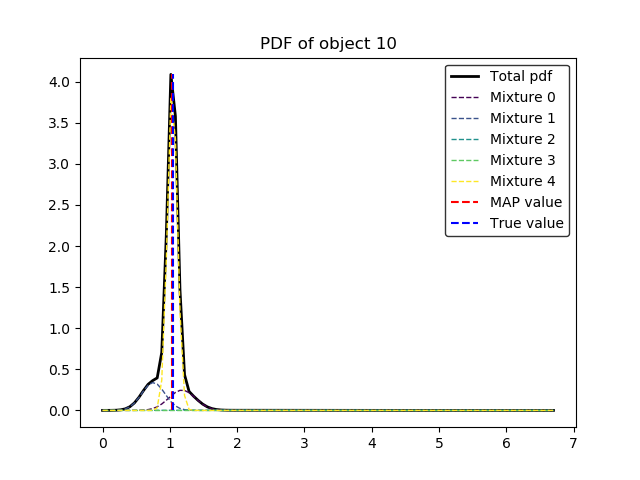 PDF of object 10
Total pdf
Mixture 0
Mixture 1
Mixture 2
Mixture 3
Mixture 4
MAP value
True value
4.0
3.5
3.0
2.5
2.0
1.5
1.0
0.5
0.0
0 1 2 3 4 5 6 7